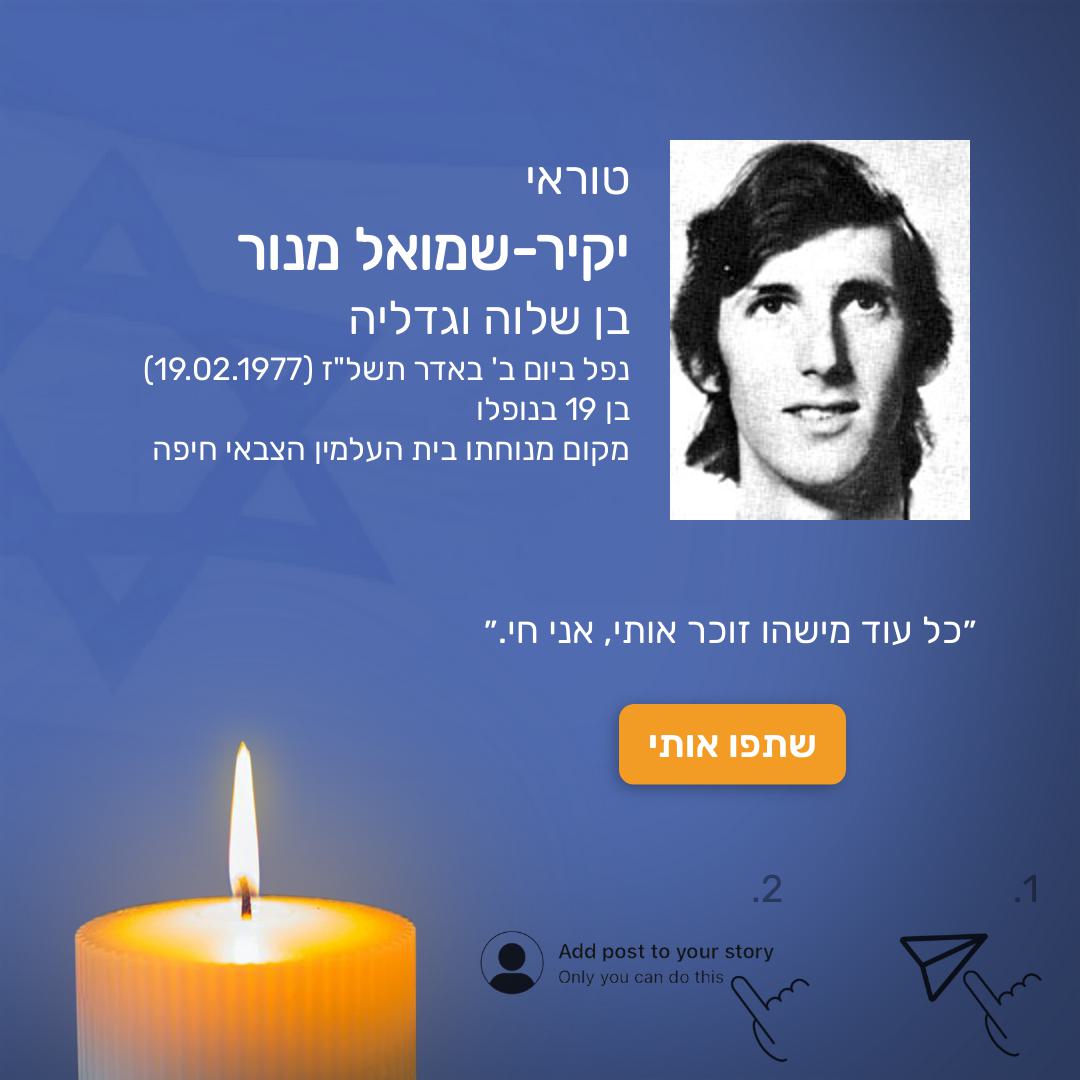 טוראי
יקיר-שמואל מנור
בן שלוה וגדליה
נפל ביום ב' באדר תשל"ז (19.02.1977)
בן 19 בנופלו
מקום מנוחתו בית העלמין הצבאי חיפה
״כל עוד מישהו זוכר אותי, אני חי.״
שתפו אותי
.1
.2
Add post to your story
Only you can do this